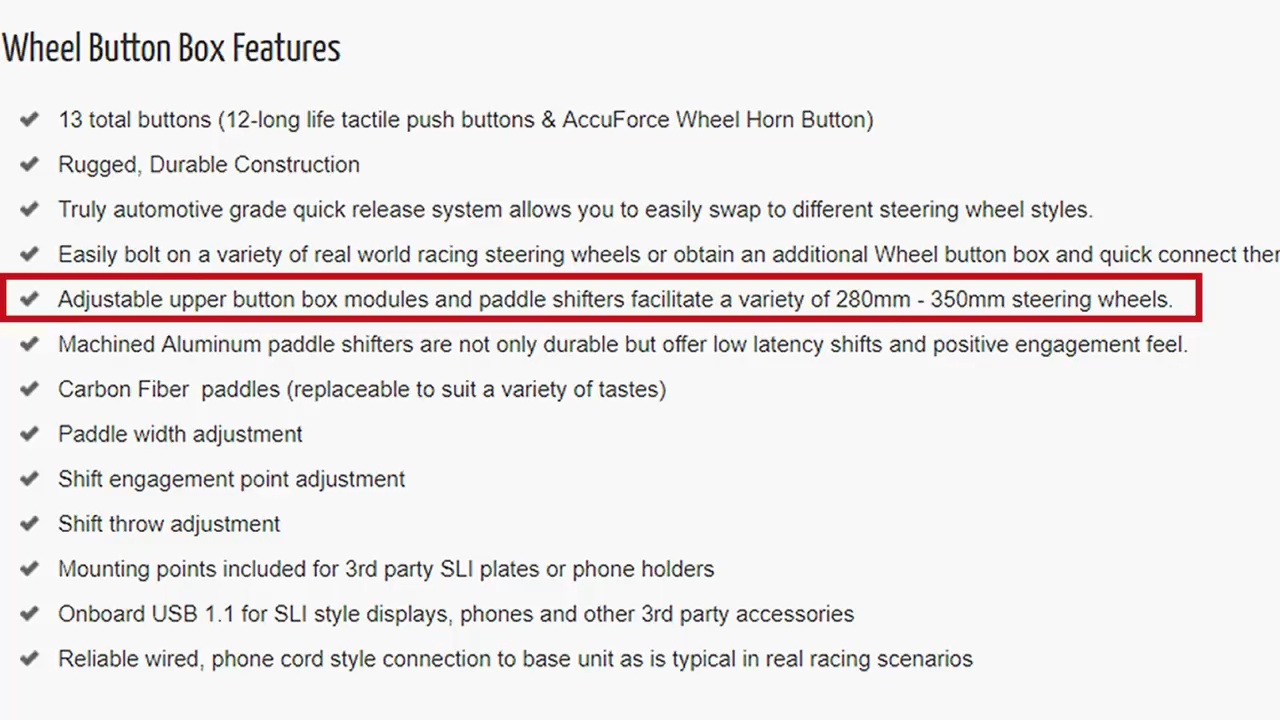 Wheel Button Box Features
13 total buttons (12-long life tactile push buttons & AccuForce Wheel Horn Button)
Rugged, Durable Construction
Truly automotive grade quick release system allows you to easily swap to different steering wheel styles.
Easily bolt on a variety of real world racing steering wheels or obtain an additional Wheel button box and quick connect
Adjustable upper button box modules and paddle shifters facilitate a variety of 280mm - 350mm steering wheels.
Machined Aluminum paddle shifters are not only durable but offer low latency shifts and positive engagement feel.
Carbon Fiber  paddles (replaceable to suit a variety of tastes)
Paddle width adjustment
Shift engagement point adjustment
Shift throw adjustment
Mounting points included for 3rd party SLI plates or phone holders
Onboard USB 1.1 for SLI style displays, phones and other 3rd party accessories
Reliable wired, phone cord style connection to base unit as is typical in real racing scenarios